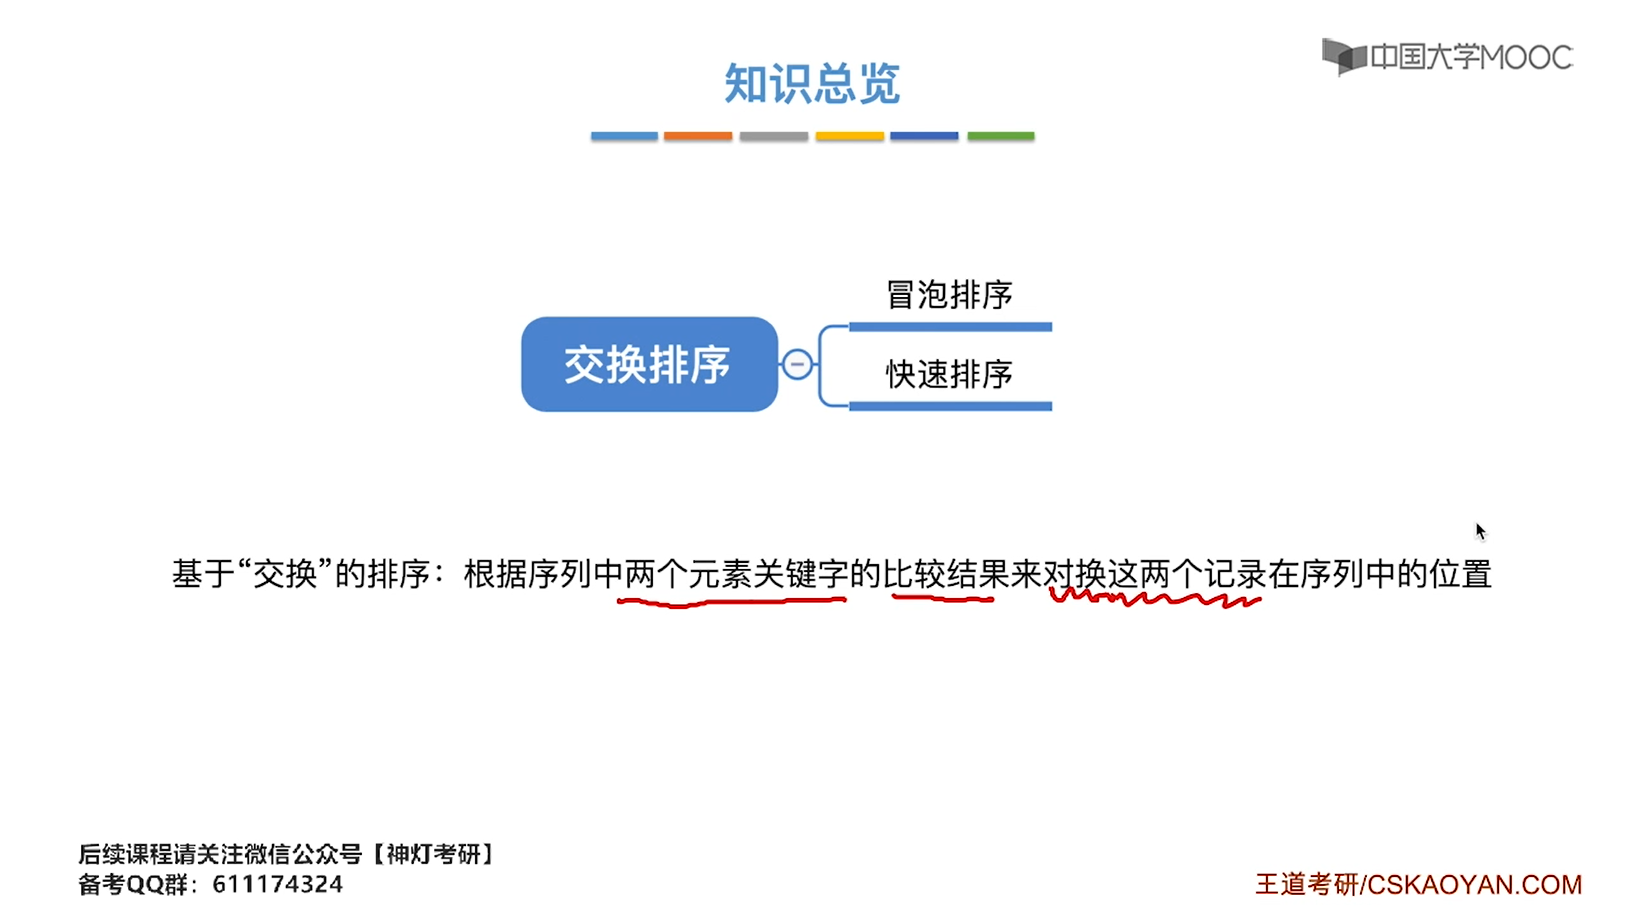 中国大学MOOC
知识总览
冒泡排序
交换排序
快速排序
基于“交换”的排序：根据序列中两个元素关键字的比较结果来对换这两个记录在序列中的位置
后续课程请关注微信公众号【神灯考研】
备考QQ群：611174324
王道考研/CSKAOYAN.COM